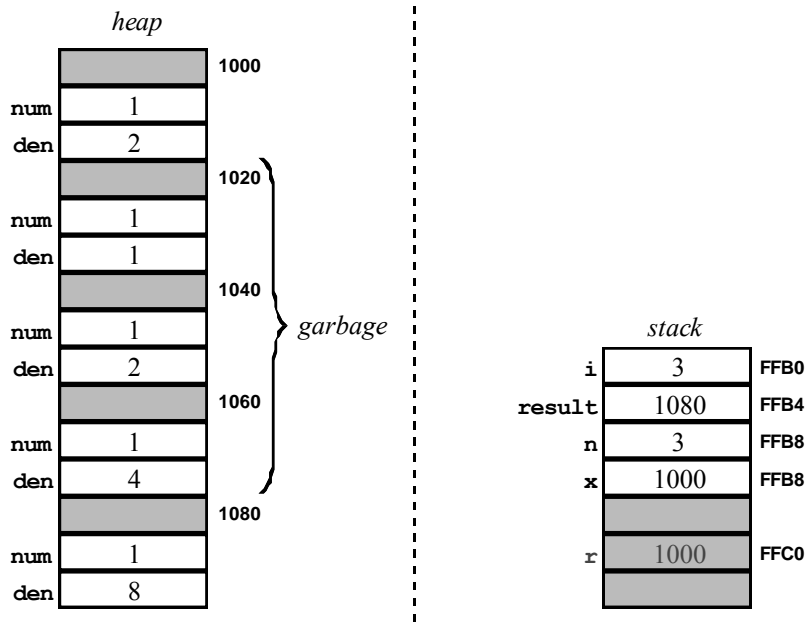 heap
1000
num 1
den 2
1020
num 1
den 1
1040
num 1
den 2
1060
num 1
den 4
1080
num 1
den 8
garbage
stack
i 3 FFB0
result 1080 FFB4
n 3 FFB8
x 1000 FFB8
r 1000 FFC0